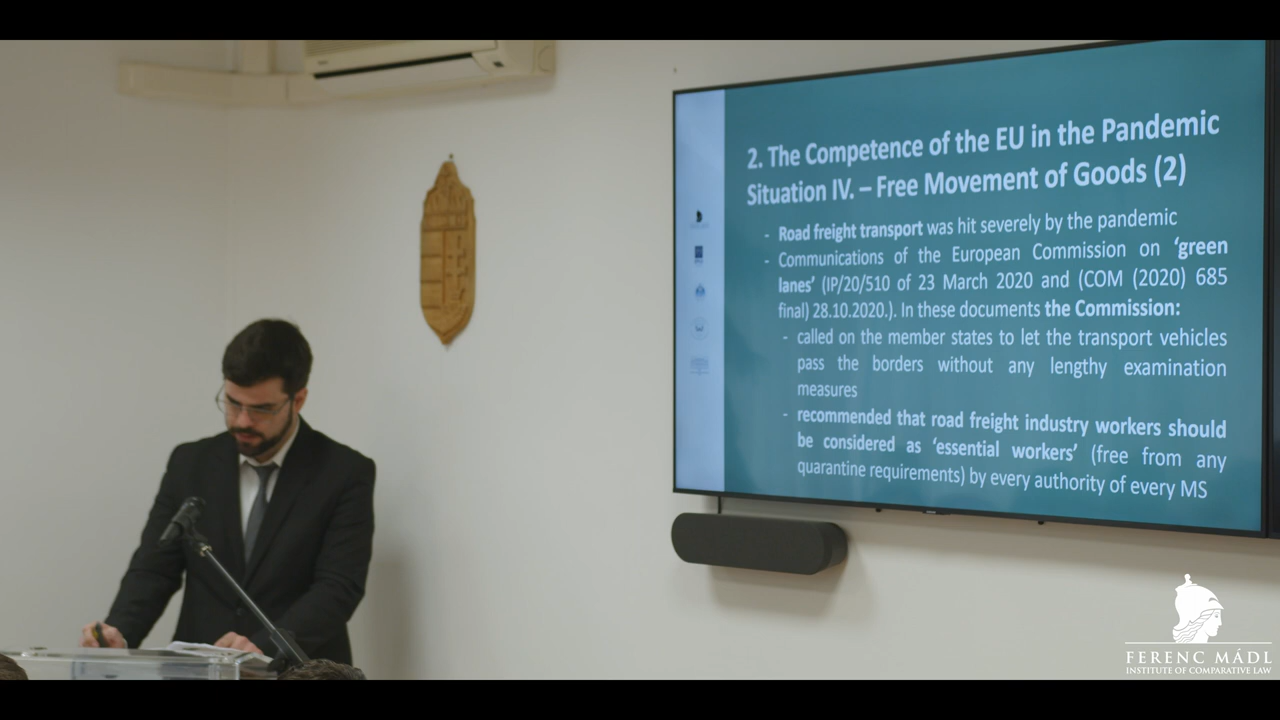 2. The Competence of the EU in the Pandemic
Situation IV. – Free Movement of Goods (2)
- Road freight transport was hit severely by the pandemic
- Communications of the European Commission on ‘green
lanes’ (IP/20/510 of 23 March 2020 and (COM (2020) 685
final) 28.10.2020.). In these documents the Commission:
- called on the member states to let the transport vehicles
pass the borders without any lengthy examination
measures
- recommended that road freight industry workers should
be considered as ‘essential workers’ (free from any
quarantine requirements) by every authority of every MS
FERENC MÁDL
INSTITUTE OF COMPARATIVE LAW